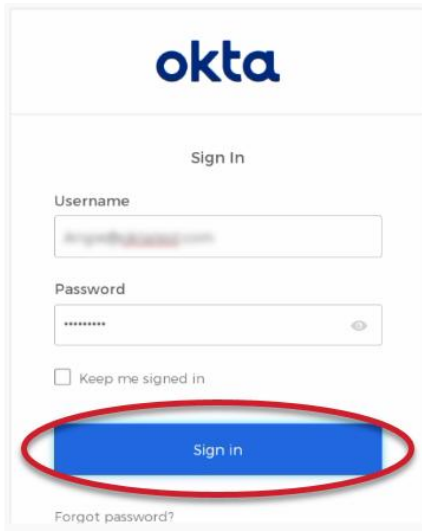 okta
Sign In
Username
Password
Keep me signed in
Sign in
Forgot password?